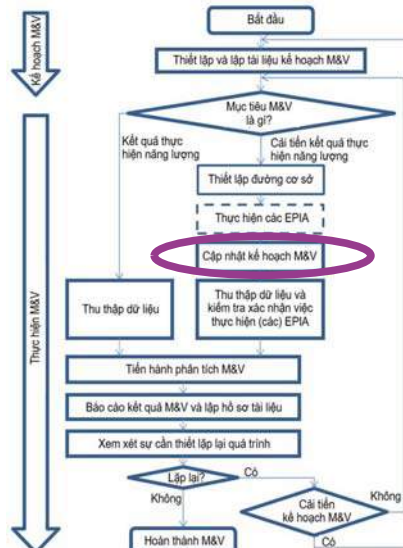 Kế hoạch M&V
Thực hiện M&V
Bắt đầu
Thiết lập và lập tài liệu kế hoạch M&V
Mục tiêu M&V
là gì?
Kết quả thực
hiện năng lượng
Cải tiến kết quả thực
hiện năng lượng
Thiết lập đường cơ sở
Thực hiện các EPIA
Cập nhật kế hoạch M&V
Thu thập dữ liệu
Thu thập dữ liệu và
kiểm tra xác nhận việc
thực hiện (các) EPIA
Tiến hành phân tích M&V
Báo cáo kết quả M&V và lập hồ sơ tài liệu
Xem xét sự cần thiết lập lại quá trình
Lặp lại?
Có
Không
Cải tiến
kế hoạch M&V
Không
Có
Hoàn thành M&V